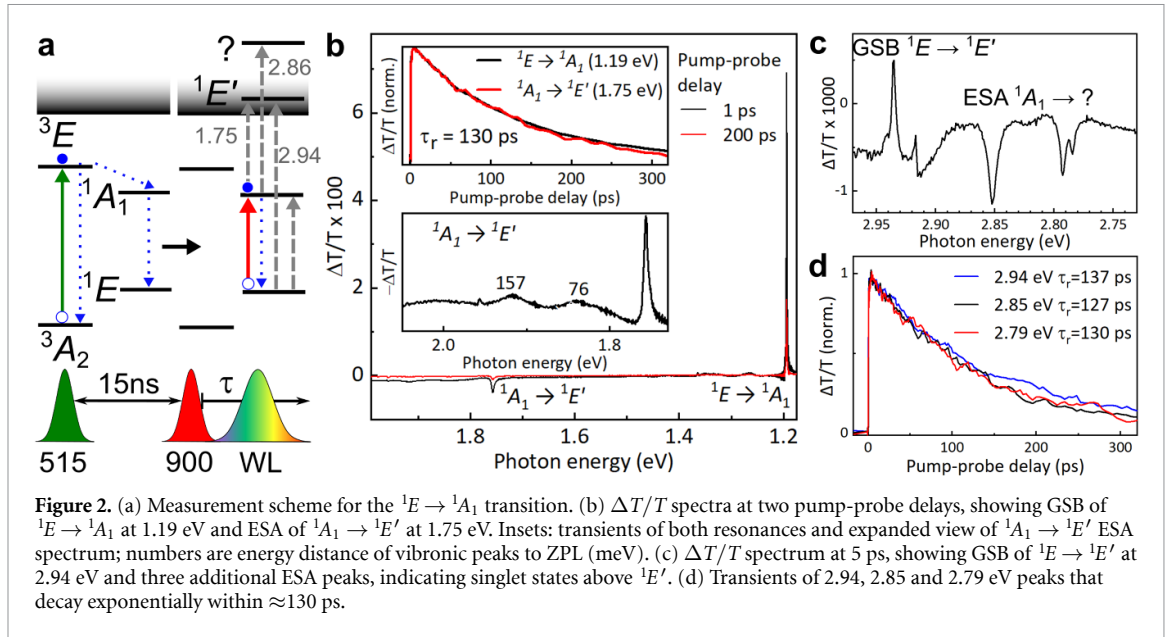 a
?
2.86
¹E′
³E
1.75
2.94
¹A₁
¹E
³A₂
15ns
τ
515
900
WL
b
¹E → ¹A₁ (1.19 eV)
¹A₁ → ¹E′ (1.75 eV)
τr = 130 ps
ΔT/T (norm.)
0
100
200
300
Pump-probe delay (ps)
Pump-probe
delay
1 ps
200 ps
¹A₁ → ¹E′
157
76
−ΔT/T
2.0
1.8
Photon energy (eV)
ΔT/T x 100
6
4
2
0
¹A₁ → ¹E′
¹E → ¹A₁
1.8
1.6
1.4
1.2
Photon energy (eV)
c
GSB ¹E → ¹E′
ESA ¹A₁ → ?
ΔT/T × 1000
0
-1
2.95
2.90
2.85
2.80
2.75
Photon energy (eV)
d
2.94 eV τr=137 ps
2.85 eV τr=127 ps
2.79 eV τr=130 ps
ΔT/T (norm.)
1
0
0
100
200
300
Pump-probe delay (ps)
Figure 2. (a) Measurement scheme for the ¹E → ¹A₁ transition. (b) ΔT/T spectra at two pump-probe delays, showing GSB of
¹E → ¹A₁ at 1.19 eV and ESA of ¹A₁ → ¹E′ at 1.75 eV. Insets: transients of both resonances and expanded view of ¹A₁ → ¹E′ ESA
spectrum; numbers are energy distance of vibronic peaks to ZPL (meV). (c) ΔT/T spectrum at 5 ps, showing GSB of ¹E → ¹E′ at
2.94 eV and three additional ESA peaks, indicating singlet states above ¹E′. (d) Transients of 2.94, 2.85 and 2.79 eV peaks that
decay exponentially within ≈130 ps.